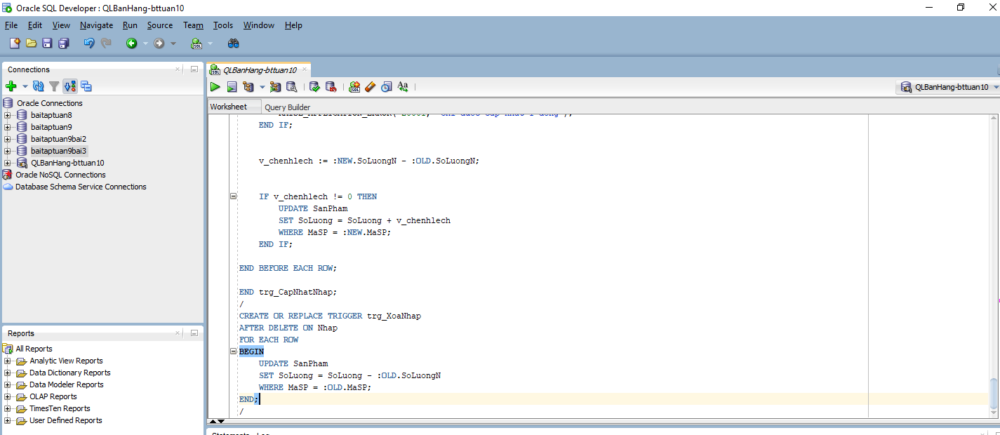 Oracle SQL Developer : QLBanHang-bttuan10
File Edit View Navigate Run Source Team Tools Window Help
Connections
Oracle Connections
baitaptuan8
baitaptuan9
baitaptuan9bai2
baitaptuan9bai3
QLBanHang-bttuan10
Oracle NoSQL Connections
Database Schema Service Connections
Reports
All Reports
Analytic View Reports
Data Dictionary Reports
Data Modeler Reports
OLAP Reports
TimesTen Reports
User Defined Reports
QLBanHang-bttuan10
SQL
Aa
QLBanHang-bttuan10
Worksheet Query Builder
END IF;
v_chenhlech := :NEW.SoLuongN - :OLD.SoLuongN;
IF v_chenhlech != 0 THEN
UPDATE SanPham
SET SoLuong = SoLuong + v_chenhlech
WHERE MaSP = :NEW.MaSP;
END IF;
END BEFORE EACH ROW;
END trg_CapNhatNhap;
/
CREATE OR REPLACE TRIGGER trg_XoaNhap
AFTER DELETE ON Nhap
FOR EACH ROW
BEGIN
UPDATE SanPham
SET SoLuong = SoLuong - :OLD.SoLuongN
WHERE MaSP = :OLD.MaSP;
END;
/